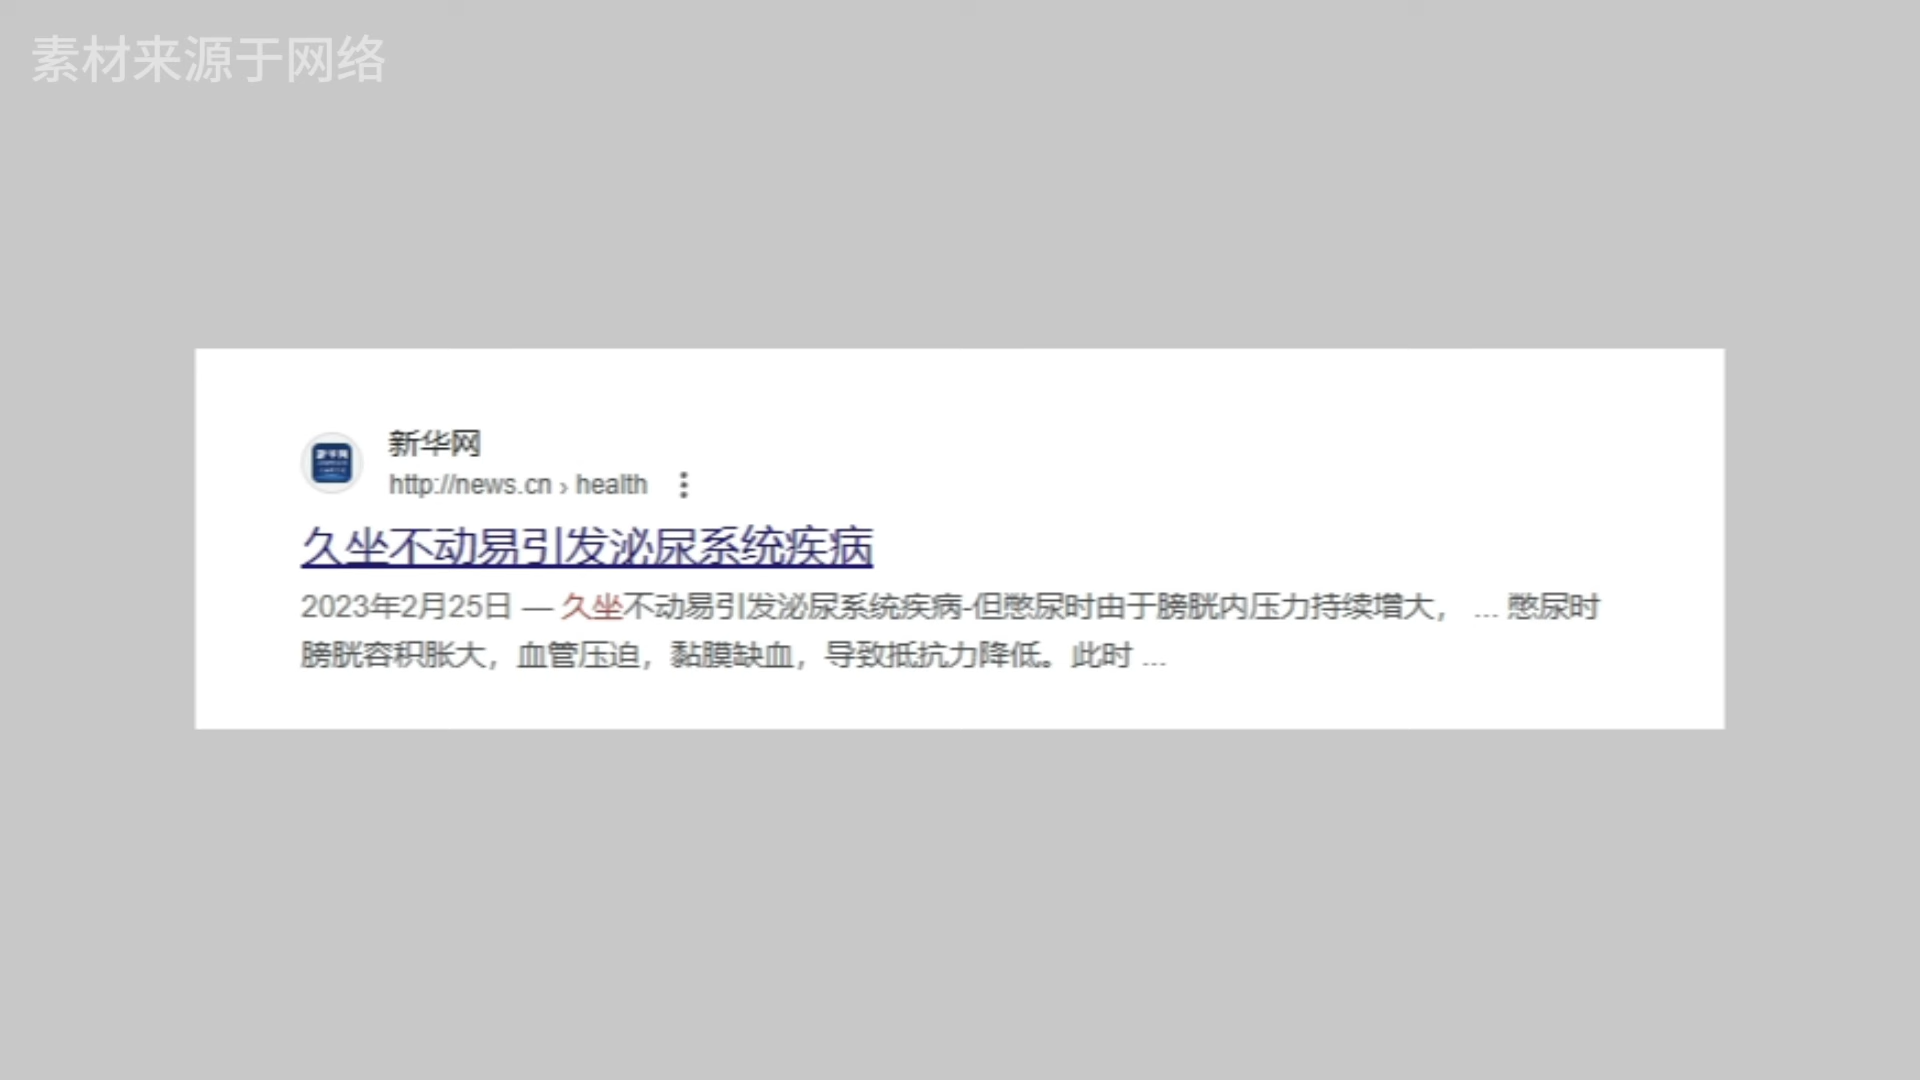 素材来源于网络
新华网
http://news.cn › health
久坐不动易引发泌尿系统疾病
2023年2月25日 — 久坐不动易引发泌尿系统疾病-但憋尿时由于膀胱内压力持续增大， ... 憋尿时
膀胱容积胀大，血管压迫，黏膜缺血，导致抵抗力降低。此时 ...